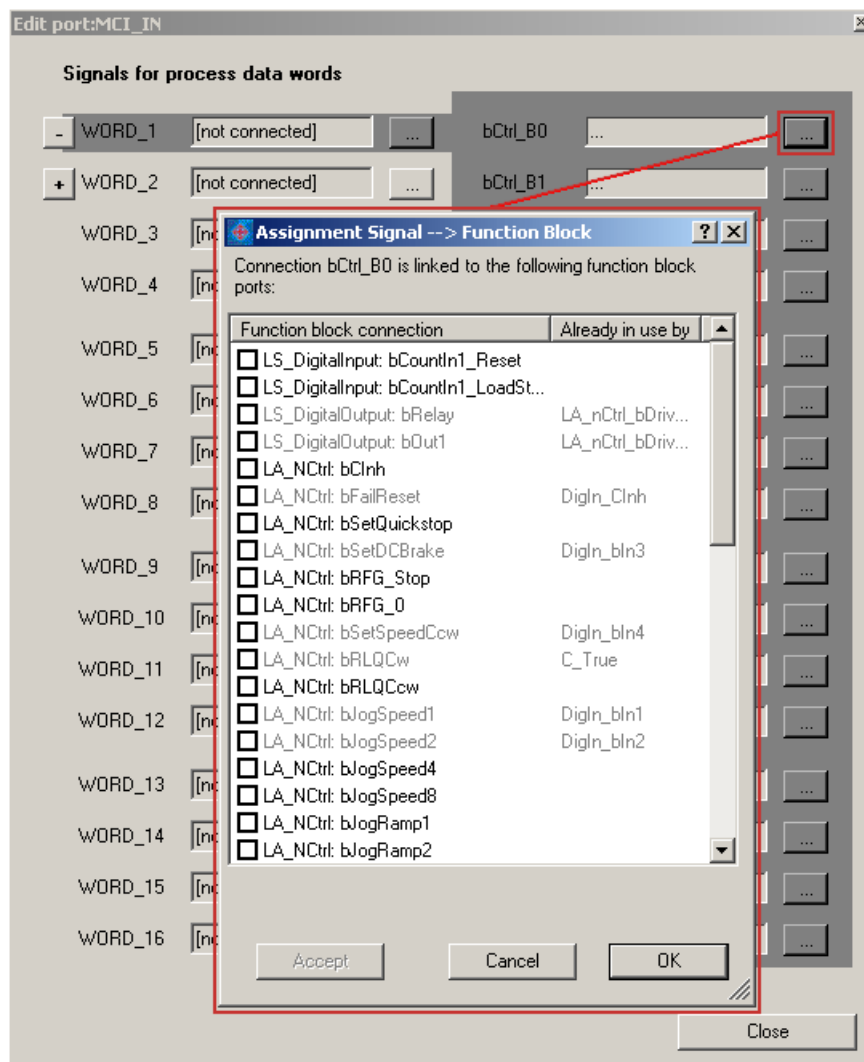 Edit port:MCI_IN
Signals for process data words
- WORD_1 [not connected] ... bCtrl_B0 ... ...
+ WORD_2 [not connected] ... bCtrl_B1 ... ...
WORD_3 ...
WORD_4 ...
WORD_5 ...
WORD_6 ...
WORD_7 ...
WORD_8 ...
WORD_9 ...
WORD_10 ...
WORD_11 ...
WORD_12 ...
WORD_13 ...
WORD_14 ...
WORD_15 ...
WORD_16 ...
Assignment Signal --> Function Block
Connection bCtrl_B0 is linked to the following function block
ports:
Function block connection Already in use by
LS_DigitalInput: bCountIn1_Reset
LS_DigitalInput: bCountIn1_LoadSt...
LS_DigitalOutput: bRelay LA_nCtrl_bDriv...
LS_DigitalOutput: bOut1 LA_nCtrl_bDriv...
LA_NCtrl: bCInh
LA_NCtrl: bFailReset DigIn_CInh
LA_NCtrl: bSetQuickstop
LA_NCtrl: bSetDCBrake DigIn_bIn3
LA_NCtrl: bRFG_Stop
LA_NCtrl: bRFG_0
LA_NCtrl: bSetSpeedCcw DigIn_bIn4
LA_NCtrl: bRLQCw C_True
LA_NCtrl: bRLQCcw
LA_NCtrl: bJogSpeed1 DigIn_bIn1
LA_NCtrl: bJogSpeed2 DigIn_bIn2
LA_NCtrl: bJogSpeed4
LA_NCtrl: bJogSpeed8
LA_NCtrl: bJogRamp1
LA_NCtrl: bJogRamp2
Accept Cancel OK
Close